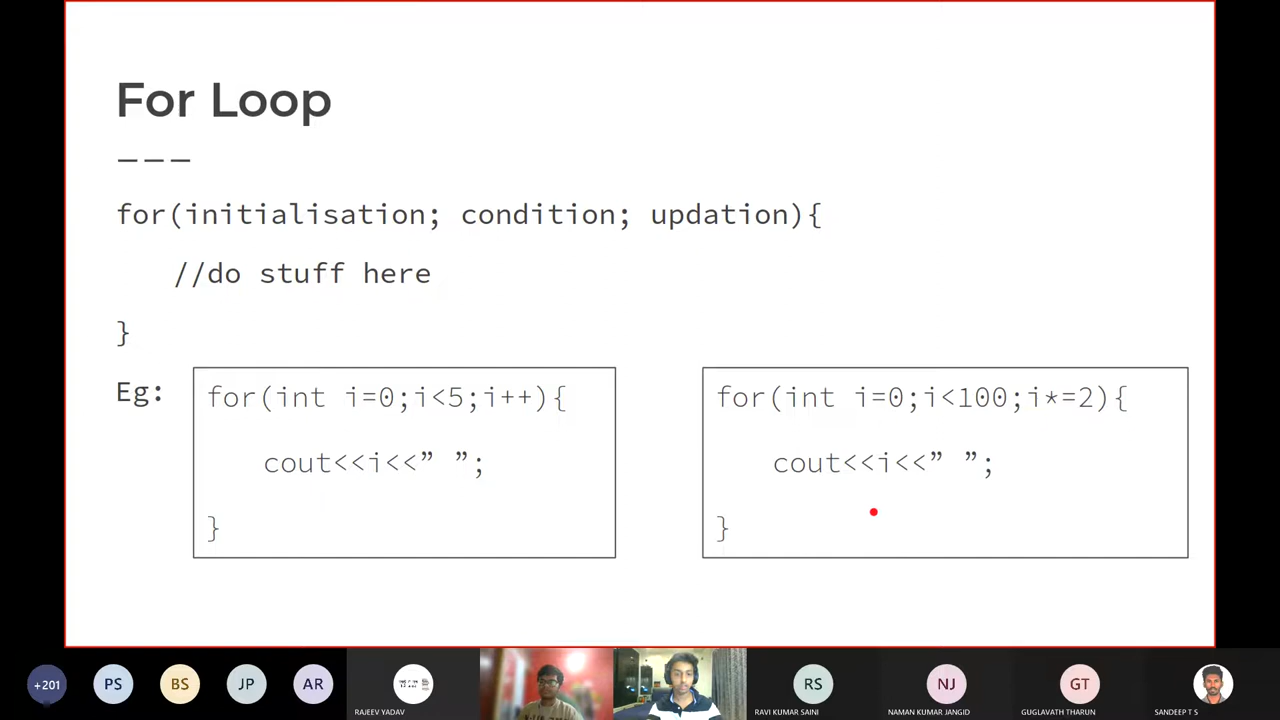 For Loop
---
for(initialisation; condition; updation){
//do stuff here
}
Eg:
for(int i=0;i<5;i++){
cout<<i<<” ”;
}
for(int i=0;i<100;i*=2){
cout<<i<<” ”;
}
+201
PS
BS
JP
AR
RS
NJ
GT
RAJEEV YADAV
RAVI KUMAR SAINI
NAMAN KUMAR JANGID
GUGLAVATH THARUN
SANDEEP T S